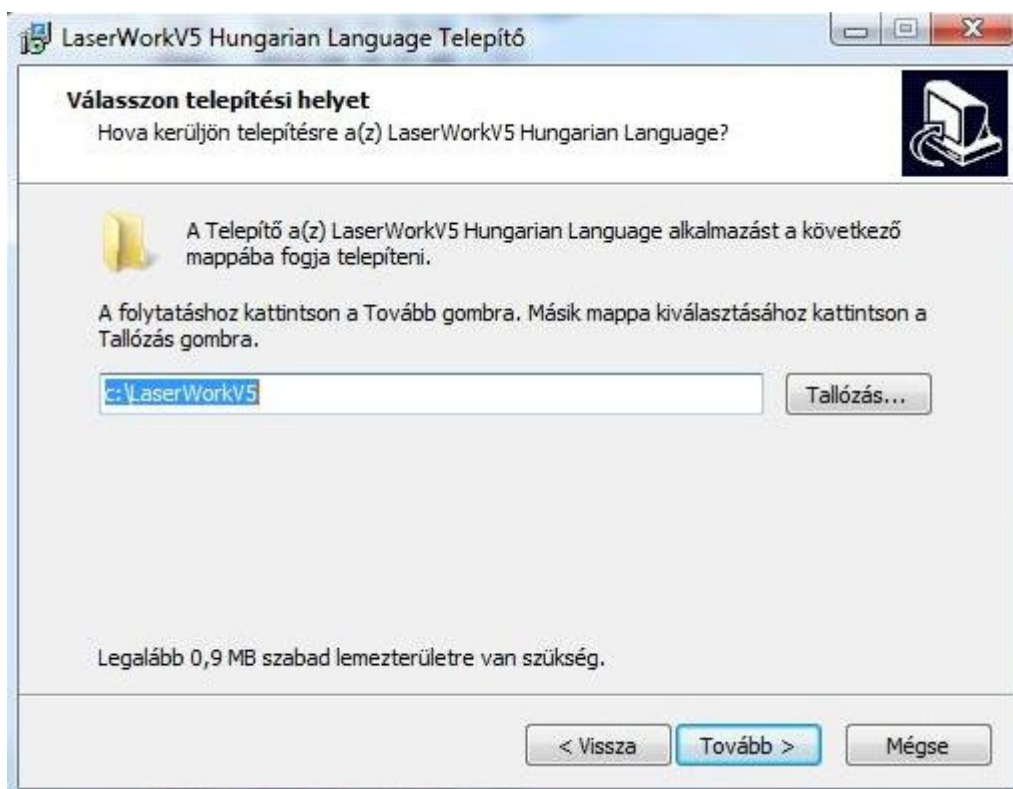 LaserWorkV5 Hungarian Language Telepítő
Válasszon telepítési helyet
Hova kerüljön telepítésre a(z) LaserWorkV5 Hungarian Language?
A Telepítő a(z) LaserWorkV5 Hungarian Language alkalmazást a következő
mappába fogja telepíteni.
A folytatáshoz kattintson a Tovább gombra. Másik mappa kiválasztásához kattintson a
Tallózás gombra.
c:\LaserWorkV5
Tallózás...
Legalább 0,9 MB szabad lemezterületre van szükség.
< Vissza
Tovább >
Mégse